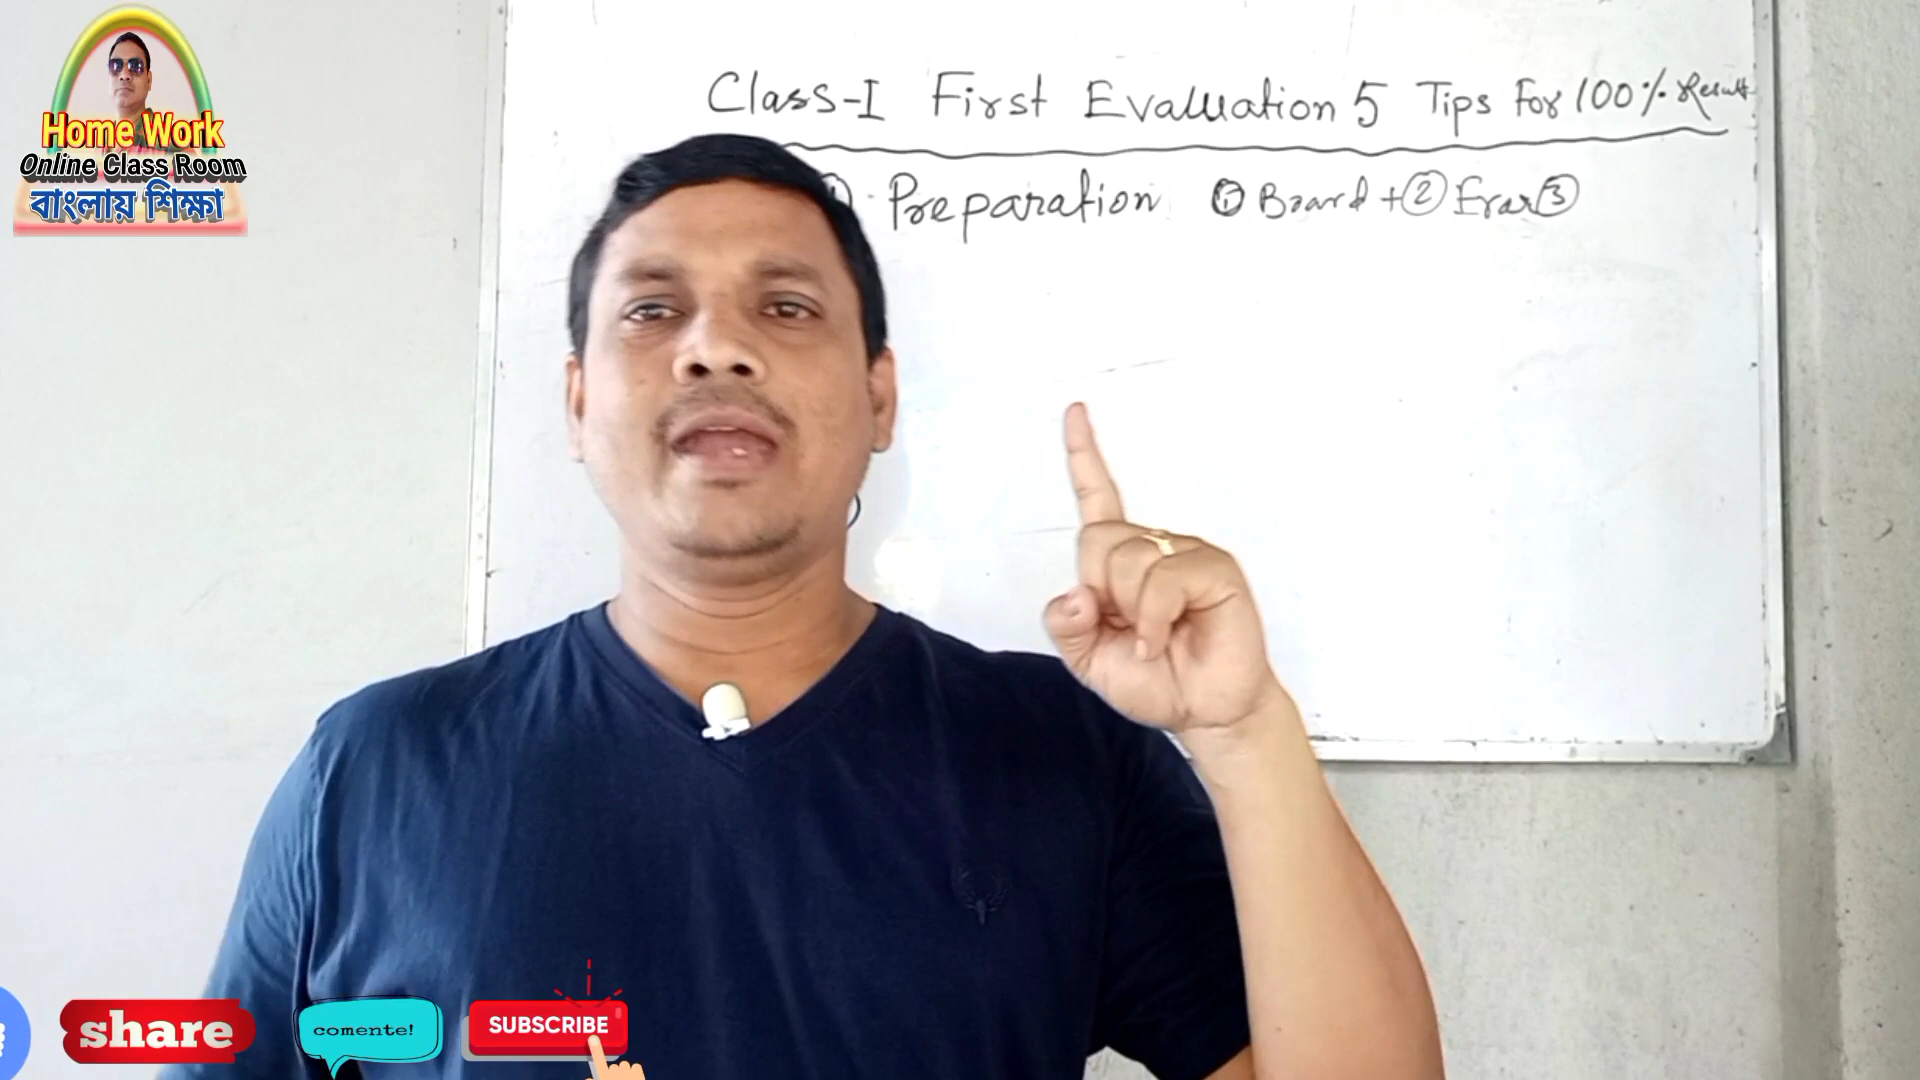 Home Work
Online Class Room
বাংলায় শিক্ষা
Class-I First Evaluation 5 Tips For 100% Result
① Preparation ① Board + ② Erar ③
share
comente!
SUBSCRIBE